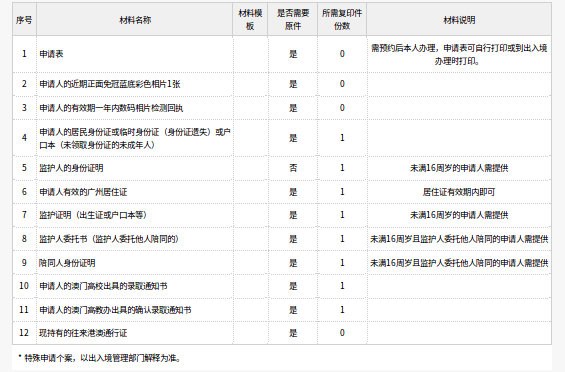 序号 材料名称 材料模板 是否需要原件 所需复印件份数 材料说明
1 申请表 是 0 需预约后本人办理，申请表可自行打印或到出入境办理时打印。
2 申请人的近期正面免冠蓝底彩色相片1张 是 0
3 申请人的有效期一年内数码相片检测回执 是 0
4 申请人的居民身份证或临时身份证（身份证遗失）或户口本（未领取身份证的未成年人） 是 1
5 监护人的身份证明 否 1 未满16周岁的申请人需提供
6 申请人有效的广州居住证 是 1 居住证有效期内即可
7 监护证明（出生证或户口本等） 是 1 未满16周岁的申请人需提供
8 监护人委托书（监护人委托他人陪同的） 是 1 未满16周岁且监护人委托他人陪同的申请人需提供
9 陪同人身份证明 是 1 未满16周岁且监护人委托他人陪同的申请人需提供
10 申请人的澳门高校出具的录取通知书 是 1
11 申请人的澳门高教办出具的确认录取通知书 是 1
12 现持有的往来港澳通行证 是 0
* 特殊申请个案，以出入境管理部门解释为准。